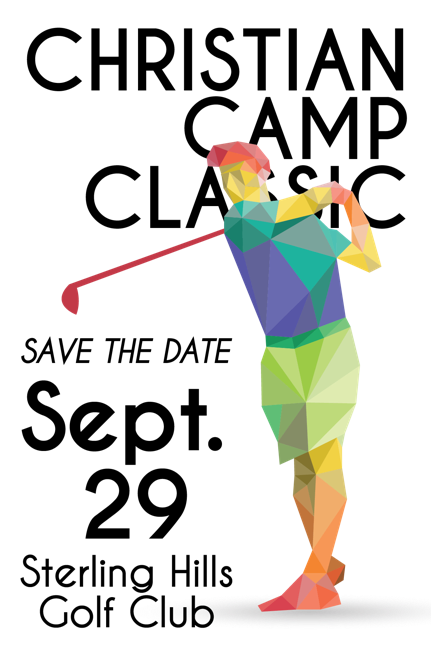 CHRISTIAN
CAMP
CLASSIC
SAVE THE DATE
Sept.
29
Sterling Hills
Golf Club